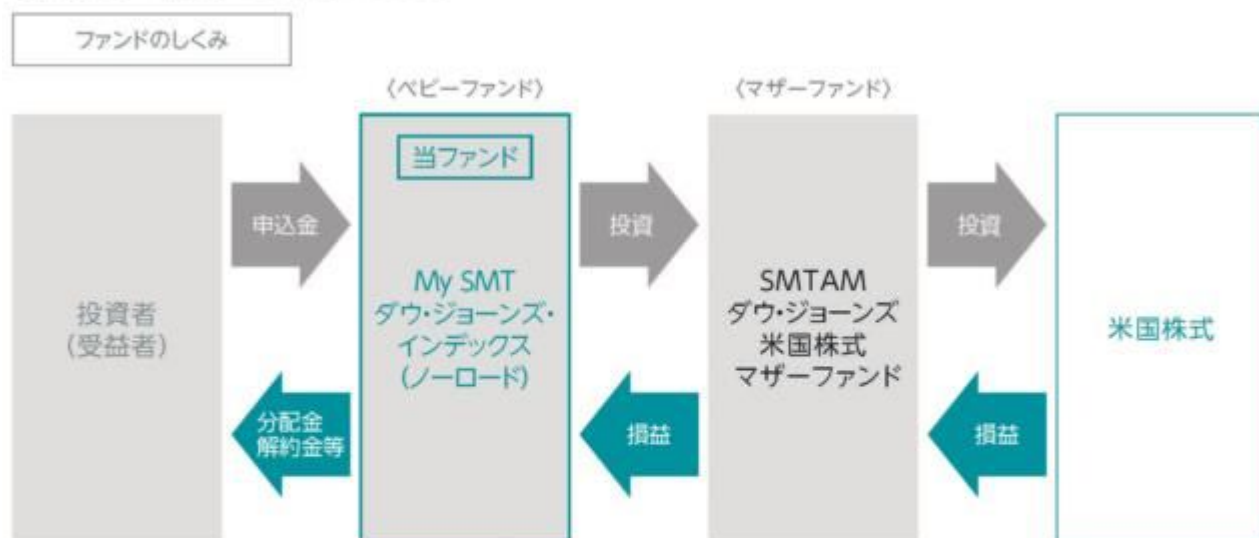 ファンドのしくみ
〈ベビーファンド〉
〈マザーファンド〉
投資者
(受益者)
申込金
分配金
解約金等
当ファンド
My SMT
ダウ・ジョーンズ・
インデックス
(ノーロード)
投資
損益
SMTAM
ダウ・ジョーンズ
米国株式
マザーファンド
投資
損益
米国株式